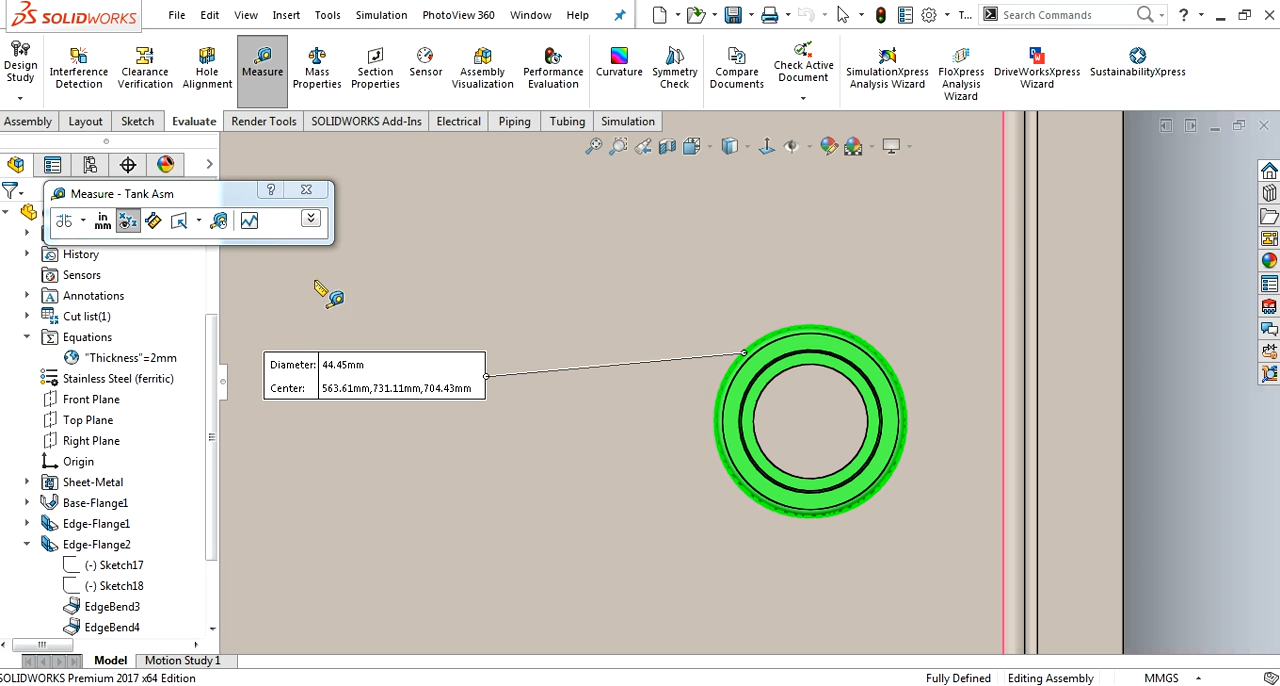 SOLIDWORKS File Edit View Insert Tools Simulation PhotoView 360 Window Help T... Search Commands ?
Design Study
Interference Detection
Clearance Verification
Hole Alignment
Measure
Mass Properties
Section Properties
Sensor
Assembly Visualization
Performance Evaluation
Curvature
Symmetry Check
Compare Documents
Check Active Document
SimulationXpress Analysis Wizard
FloXpress Analysis Wizard
DriveWorksXpress Wizard
SustainabilityXpress
Assembly Layout Sketch Evaluate Render Tools SOLIDWORKS Add-Ins Electrical Piping Tubing Simulation
Measure - Tank Asm ?
in mm
History
Sensors
Annotations
Cut list(1)
Equations
"Thickness"=2mm
Stainless Steel (ferritic)
Front Plane
Top Plane
Right Plane
Origin
Sheet-Metal
Base-Flange1
Edge-Flange1
Edge-Flange2
(-) Sketch17
(-) Sketch18
EdgeBend3
EdgeBend4
Diameter: 44.45mm
Center: 563.61mm,731.11mm,704.43mm
Model Motion Study 1
SOLIDWORKS Premium 2017 x64 Edition Fully Defined Editing Assembly MMGS